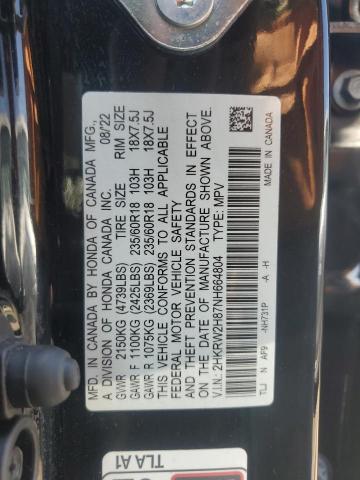 MFD. IN CANADA BY HONDA OF CANADA MFG.,
A DIVISION OF HONDA CANADA INC. 08/'22
TIRE SIZE RIM SIZE
GVWR 2150KG (4739LBS)
GAWR F 1100KG (2425LBS) 235/60R18 103H 18X7.5J
GAWR R 1075KG (2369LBS) 235/60R18 103H 18X7.5J
THIS VEHICLE CONFORMS TO ALL APPLICABLE
FEDERAL MOTOR VEHICLE SAFETY
AND THEFT PREVENTION STANDARDS IN EFFECT
ON THE DATE OF MANUFACTURE SHOWN ABOVE.
V.I.N.: 2HKRW2H87NH664804 TYPE: MPV
TLJ N AF9 -NH731P -A -H MADE IN CANADA
TLA A1